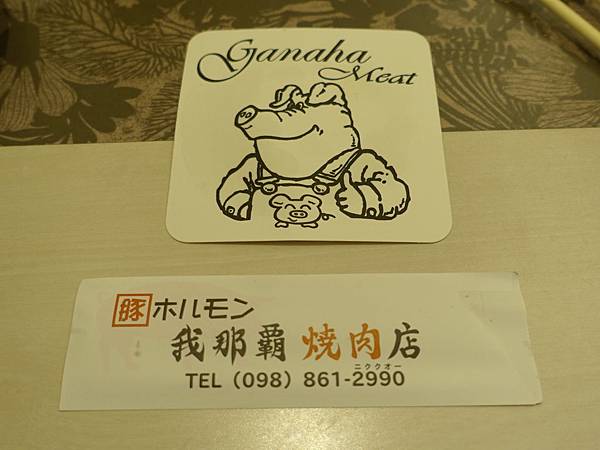 Ganaha
Meat
豚 ホルモン
我那覇 焼肉店
ニククオー
TEL（098）861-2990